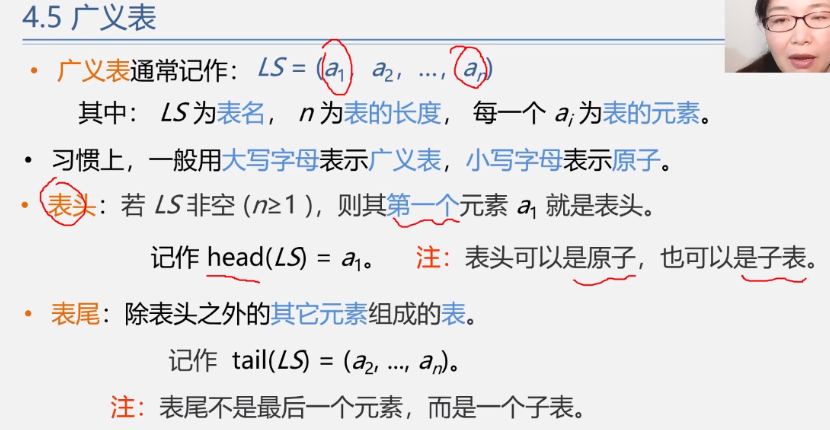 4.5 广义表
• 广义表通常记作： LS = (a₁, a₂, …, aₙ)
其中： LS 为表名， n 为表的长度， 每一个 aᵢ 为表的元素。
• 习惯上，一般用大写字母表示广义表，小写字母表示原子。
• 表头：若 LS 非空 (n≥1 )，则其第一个元素 a₁ 就是表头。
记作 head(LS) = a₁。 注：表头可以是原子，也可以是子表。
• 表尾：除表头之外的其它元素组成的表。
记作 tail(LS) = (a₂, …, aₙ)。
注：表尾不是最后一个元素，而是一个子表。